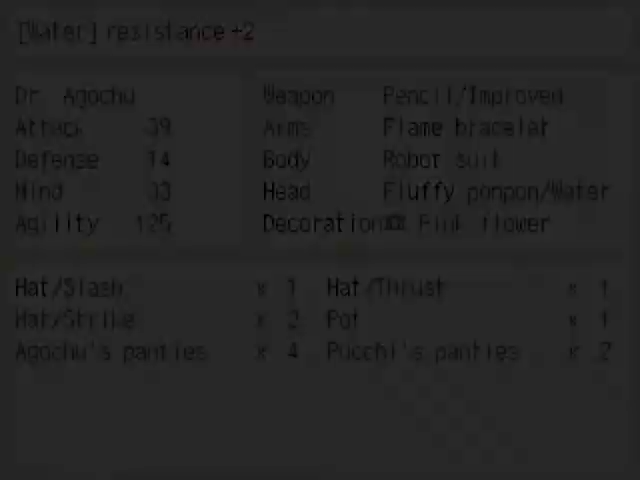 [Water] resistance +2
Dr. Agochu Weapon Pencil/Improved
Attack 39 Arms Flame bracelet
Defense 14 Body Robot suit
Mind 33 Head Fluffy ponpon/Water
Agility 125 Decoration Pink flower
Hat/Slash x 1 Hat/Thrust x 1
Hat/Strike x 2 Pot x 1
Agochu's panties x 4 Pucchi's panties x 2